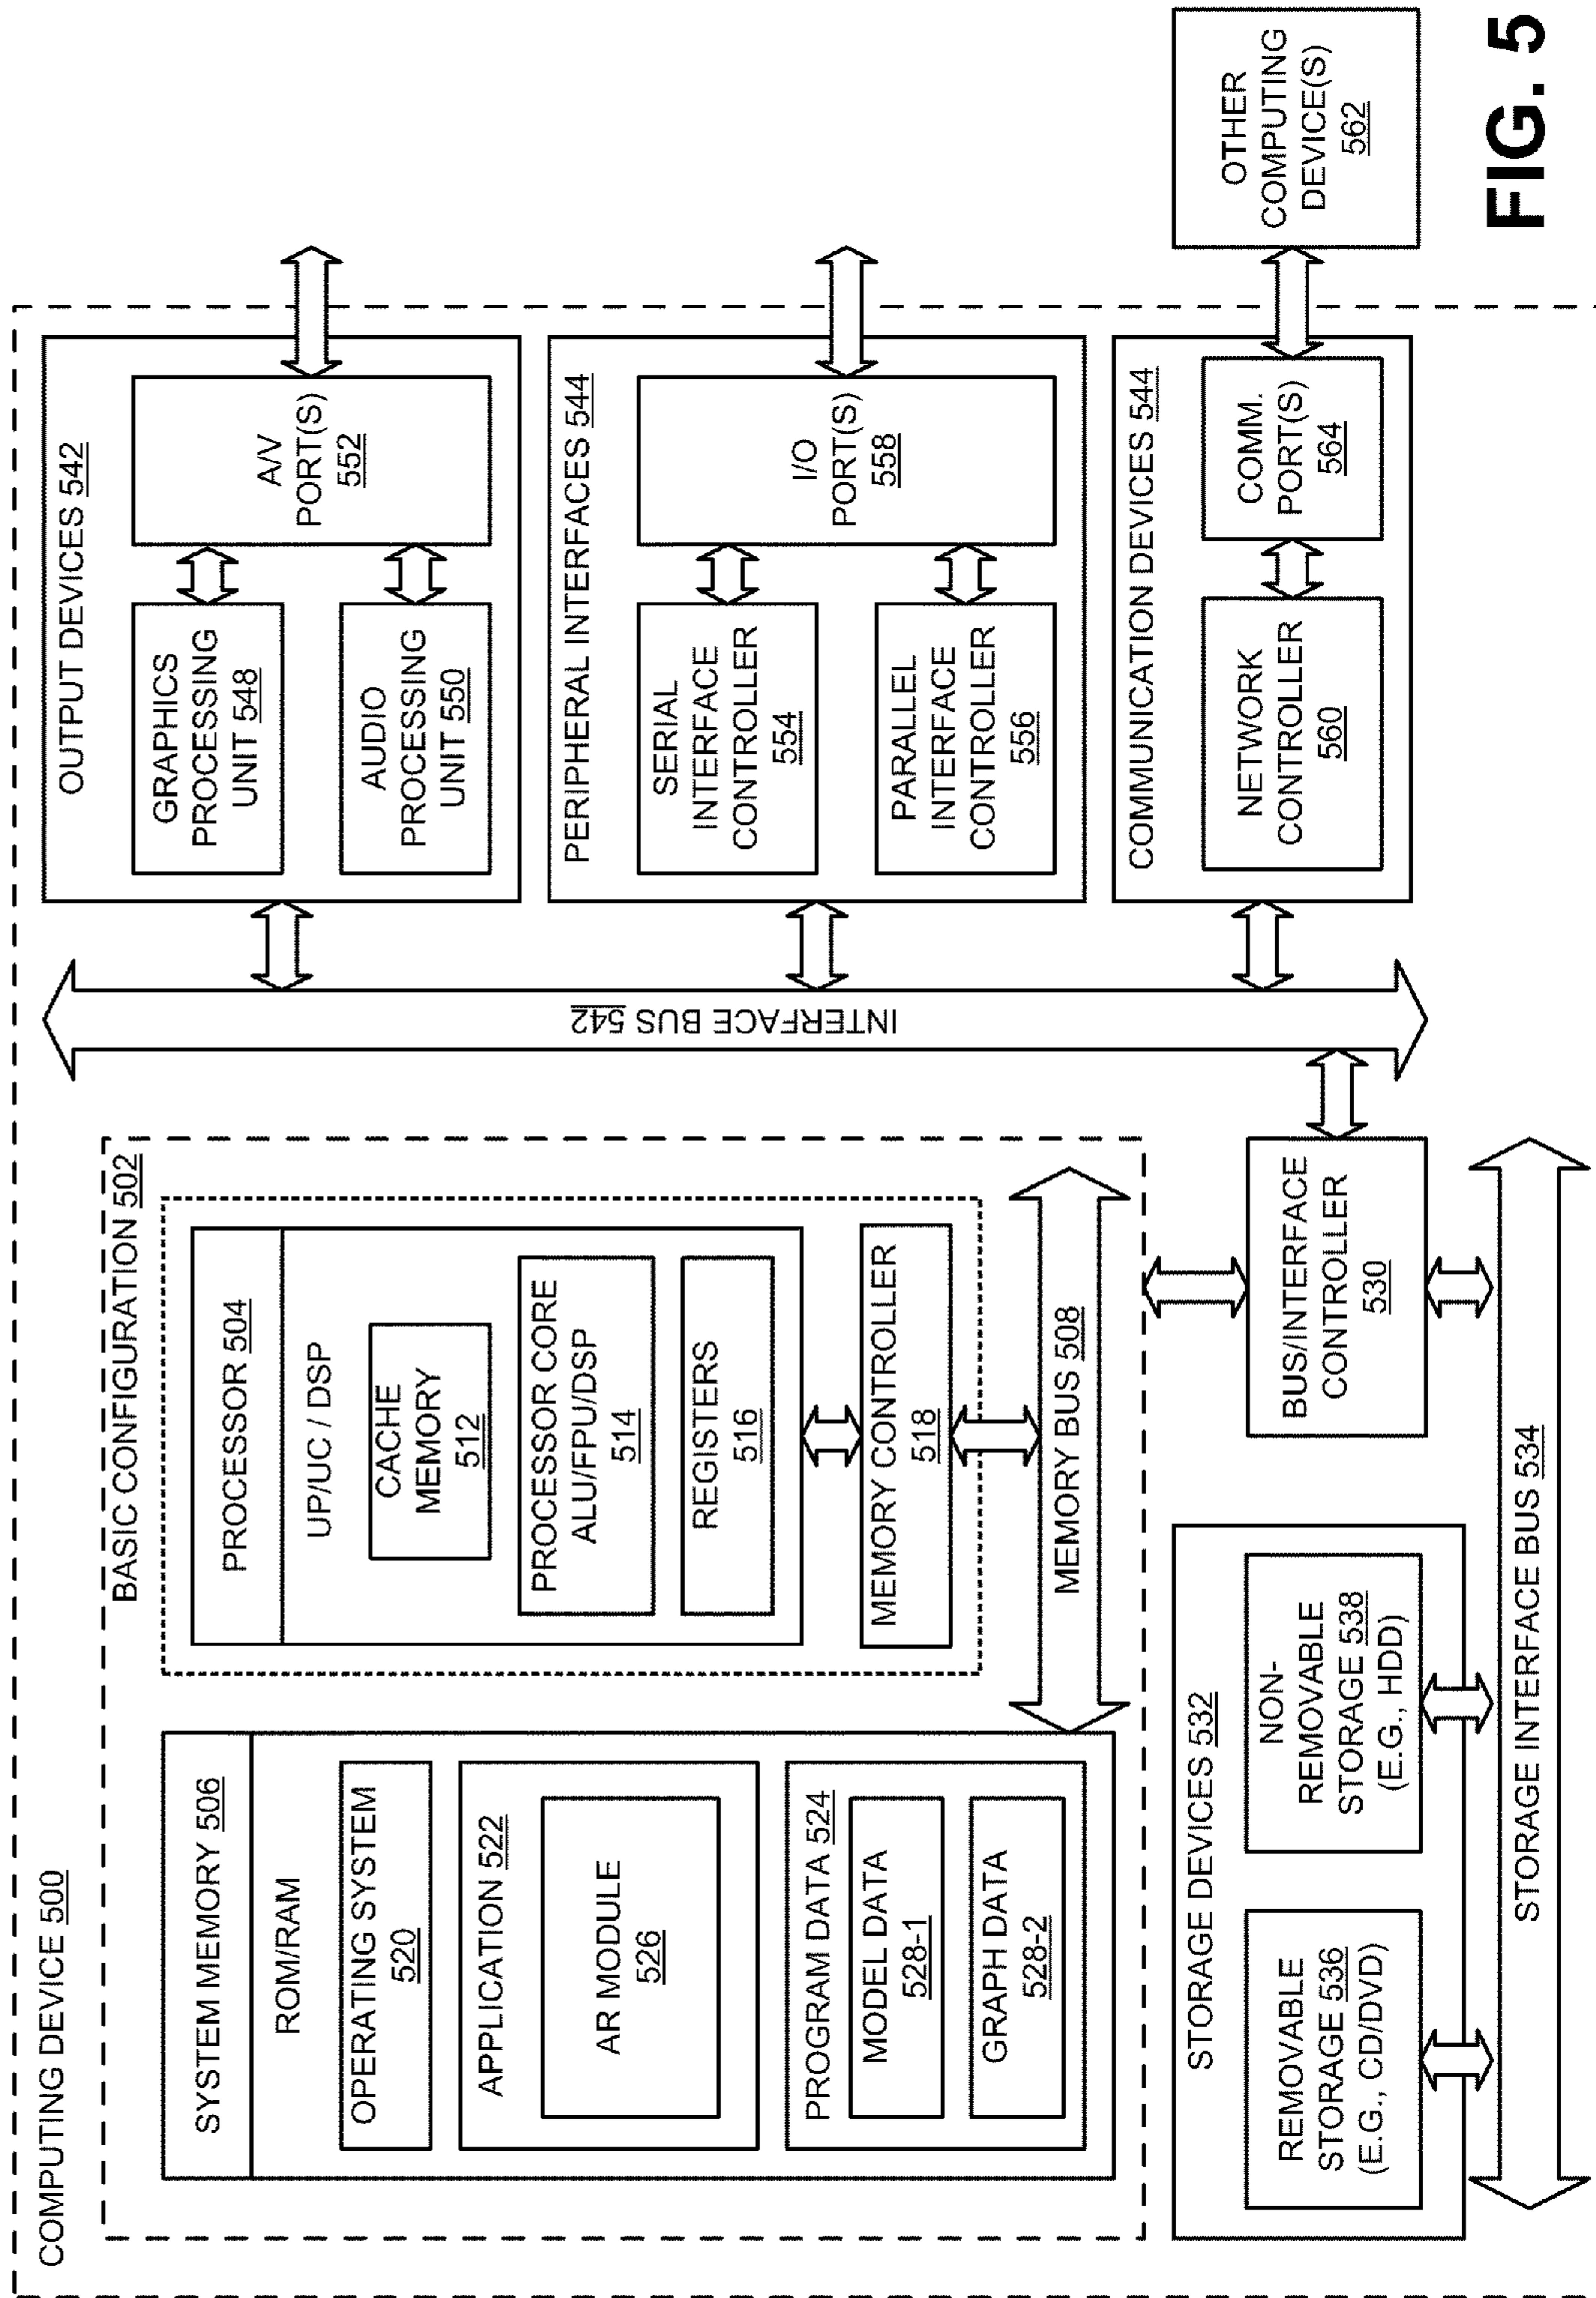 COMPUTING DEVICE 500
BASIC CONFIGURATION 502
SYSTEM MEMORY 506
ROM/RAM
OPERATING SYSTEM
520
APPLICATION 522
AR MODULE
526
PROGRAM DATA 524
MODEL DATA
528-1
GRAPH DATA
528-2
PROCESSOR 504
UP/UC / DSP
CACHE
MEMORY
512
PROCESSOR CORE
ALU/FPU/DSP
514
REGISTERS
516
MEMORY CONTROLLER
518
MEMORY BUS 508
STORAGE DEVICES 532
REMOVABLE
STORAGE 536
(E.G., CD/DVD)
NON-
REMOVABLE
STORAGE 538
(E.G., HDD)
BUS/INTERFACE
CONTROLLER
530
STORAGE INTERFACE BUS 534
INTERFACE BUS 542
OUTPUT DEVICES 542
GRAPHICS
PROCESSING
UNIT 548
AUDIO
PROCESSING
UNIT 550
A/V
PORT(S)
552
PERIPHERAL INTERFACES 544
SERIAL
INTERFACE
CONTROLLER
554
PARALLEL
INTERFACE
CONTROLLER
556
I/O
PORT(S)
558
COMMUNICATION DEVICES 544
NETWORK
CONTROLLER
560
COMM.
PORT(S)
564
OTHER
COMPUTING
DEVICE(S)
562
FIG. 5